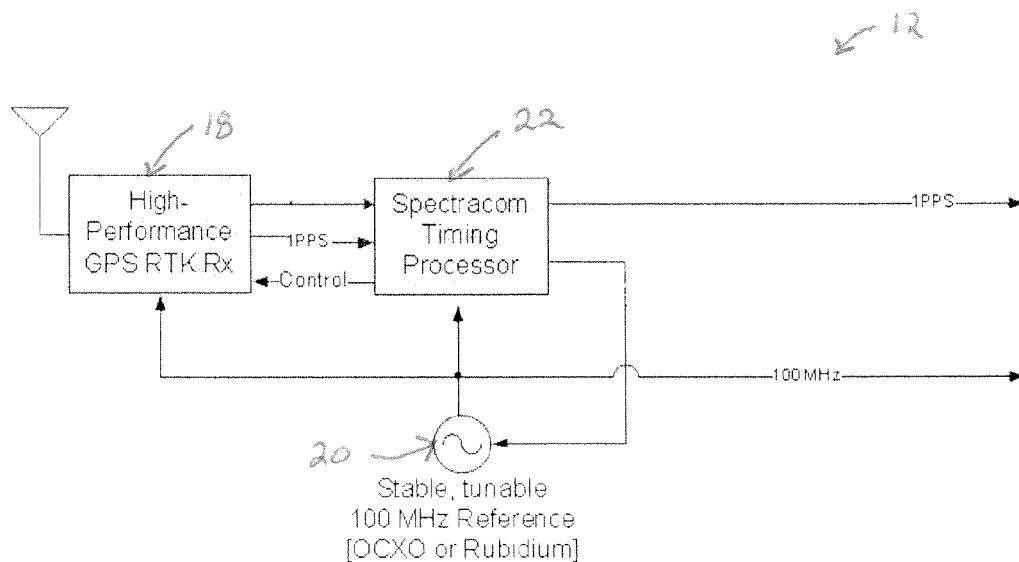 12
18
22
High-
Performance
GPS RTK Rx
Spectracom
Timing
Processor
1PPS
1PPS
Control
100 MHz
20
Stable, tunable
100 MHz Reference
[OCXO or Rubidium]